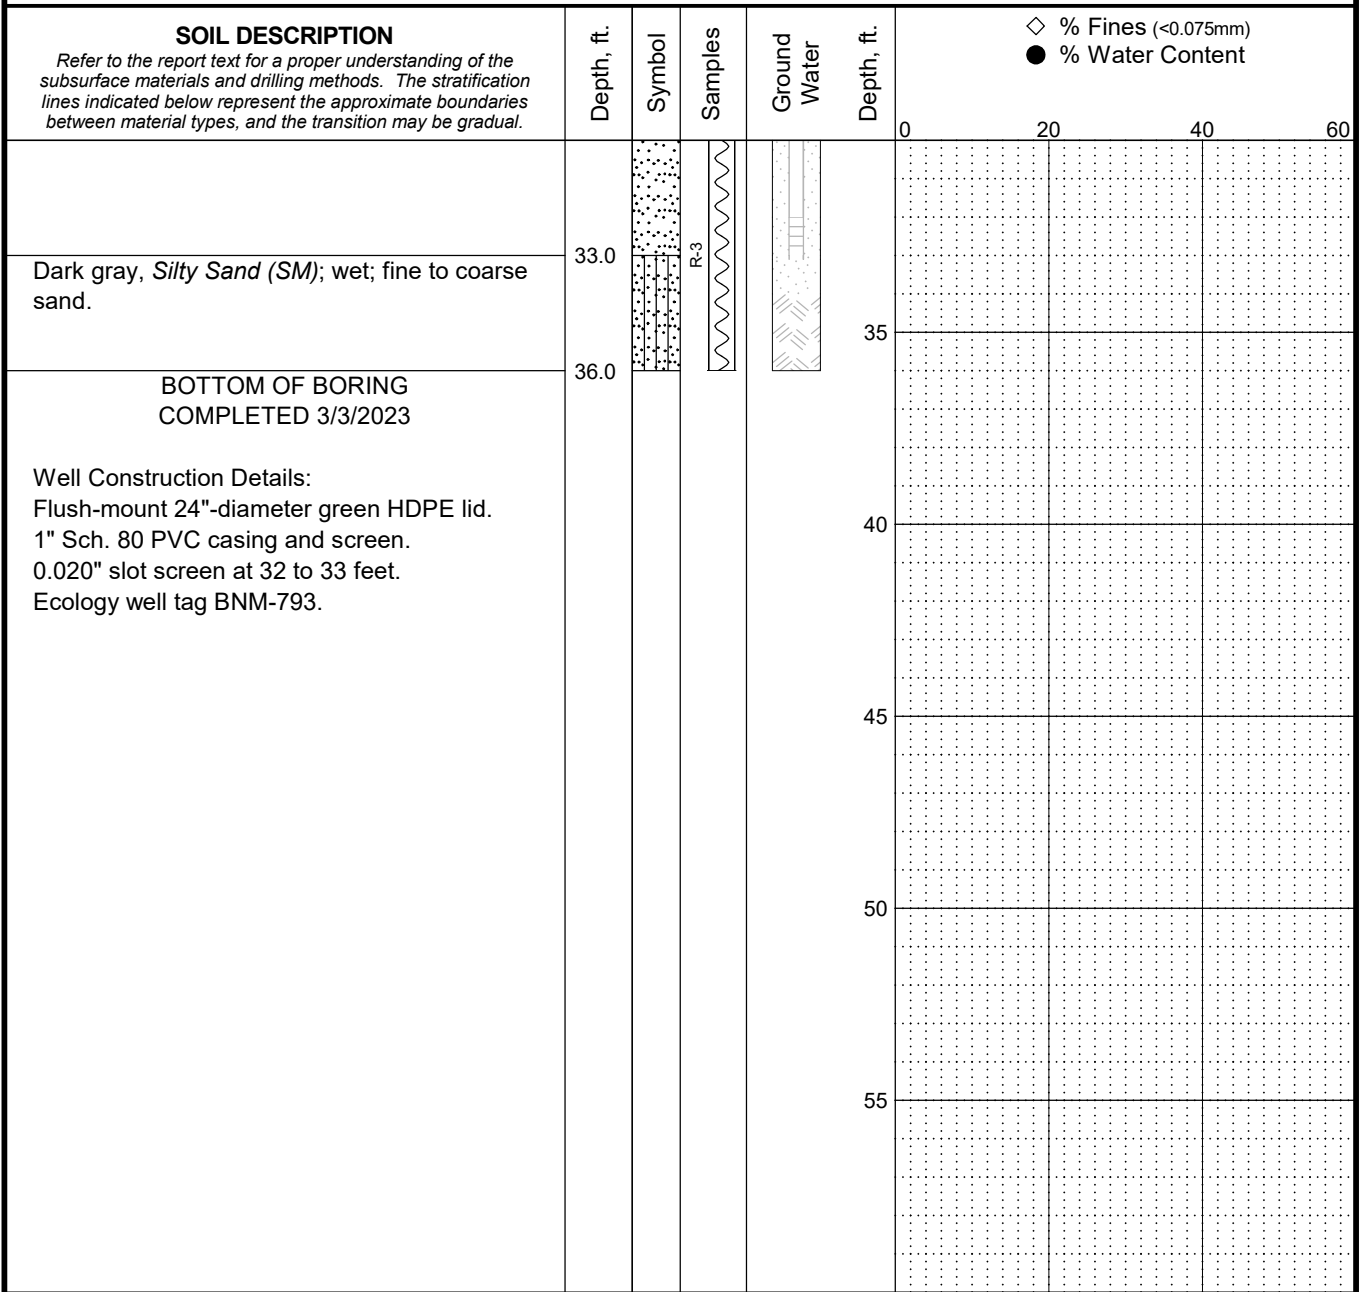 SOIL DESCRIPTION
Refer to the report text for a proper understanding of the
subsurface materials and drilling methods. The stratification
lines indicated below represent the approximate boundaries
between material types, and the transition may be gradual.
Depth, ft.
Symbol
Samples
Ground
Water
Depth, ft.
◇ % Fines (<0.075mm)
● % Water Content
0 20 40 60
33.0
R-3
Dark gray, Silty Sand (SM); wet; fine to coarse
sand.
35
36.0
BOTTOM OF BORING
COMPLETED 3/3/2023
Well Construction Details:
Flush-mount 24"-diameter green HDPE lid.
1" Sch. 80 PVC casing and screen.
0.020" slot screen at 32 to 33 feet.
Ecology well tag BNM-793.
40
45
50
55